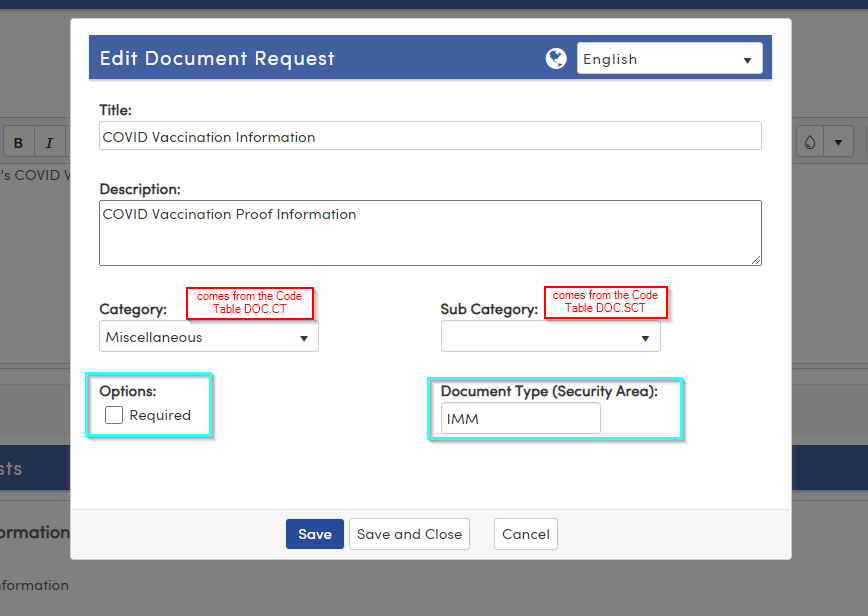 Edit Document Request
English
Title:
COVID Vaccination Information
B I
's COVID V
Description:
COVID Vaccination Proof Information
comes from the Code
Table DOC.CT
comes from the Code
Table DOC.SCT
Category:
Sub Category:
Miscellaneous
Options:
Required
Document Type (Security Area):
IMM
sts
ormation
Save
Save and Close
Cancel
nformation